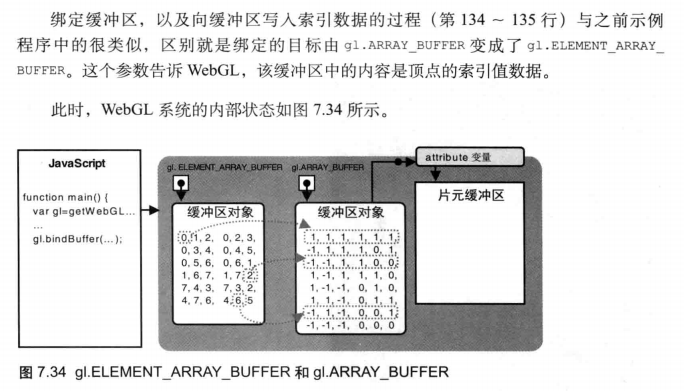 绑定缓冲区，以及向缓冲区写入索引数据的过程（第 134 ~ 135 行）与之前示例
程序中的很类似，区别就是绑定的目标由 gl.ARRAY_BUFFER 变成了 gl.ELEMENT_ARRAY_
BUFFER。这个参数告诉 WebGL，该缓冲区中的内容是顶点的索引值数据。
此时，WebGL 系统的内部状态如图 7.34 所示。
JavaScript
function main() {
var gl=getWebGL...
...
gl.bindBuffer(...);
gl.ELEMENT_ARRAY_BUFFER
缓冲区对象
0, 1, 2, 0, 2, 3,
0, 3, 4, 0, 4, 5,
0, 5, 6, 0, 6, 1,
1, 6, 7, 1, 7, 2,
7, 4, 3, 7, 3, 2,
4, 7, 6, 4, 6, 5
gl.ARRAY_BUFFER
缓冲区对象
1, 1, 1, 1, 1, 1,
-1, 1, 1, 1, 0, 1,
-1, -1, 1, 1, 0, 0,
1, -1, 1, 1, 1, 0,
1, -1, -1, 0, 1, 0,
1, 1, -1, 0, 1, 1,
-1, 1, -1, 0, 0, 1
-1, -1, -1, 0, 0, 0
attribute 变量
片元缓冲区
图 7.34 gl.ELEMENT_ARRAY_BUFFER 和 gl.ARRAY_BUFFER